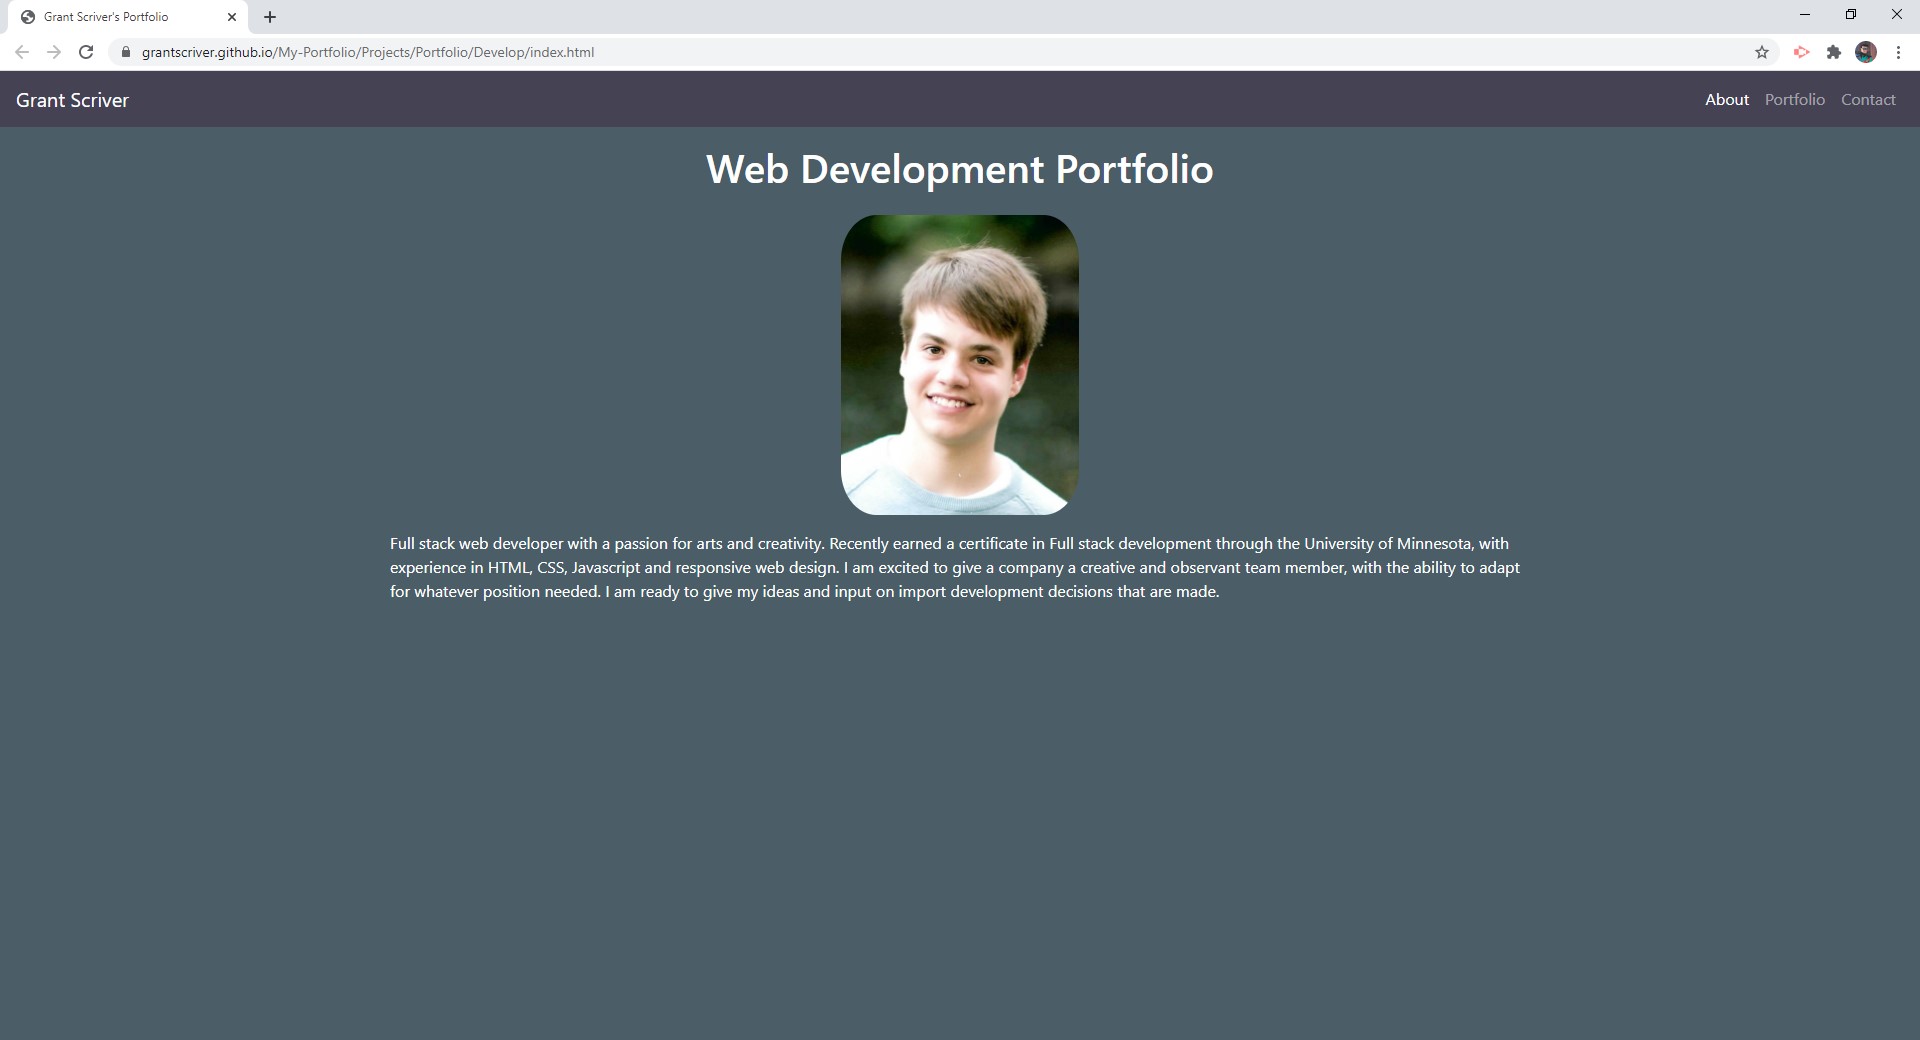 Grant Scriver's Portfolio
grantscriver.github.io/My-Portfolio/Projects/Portfolio/Develop/index.html
Grant Scriver
About Portfolio Contact
Web Development Portfolio
Full stack web developer with a passion for arts and creativity. Recently earned a certificate in Full stack development through the University of Minnesota, with
experience in HTML, CSS, Javascript and responsive web design. I am excited to give a company a creative and observant team member, with the ability to adapt
for whatever position needed. I am ready to give my ideas and input on import development decisions that are made.